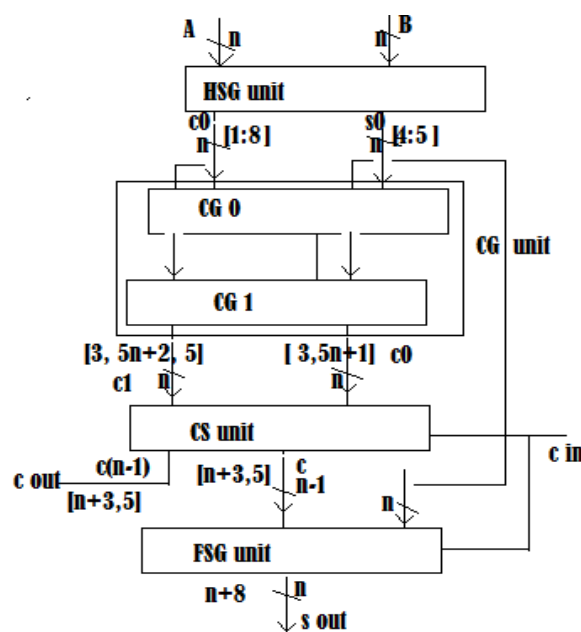 A n n B
HSG unit
c0 s0
n [1:8] n [4:5 ]
CG 0
CG unit
CG 1
[3, 5n+2, 5] [ 3,5n+1] c0
c1 n n
CS unit
c in
c(n-1) c
c out [n+3,5] n-1
[n+3,5]
n
FSG unit
n+8 n
s out